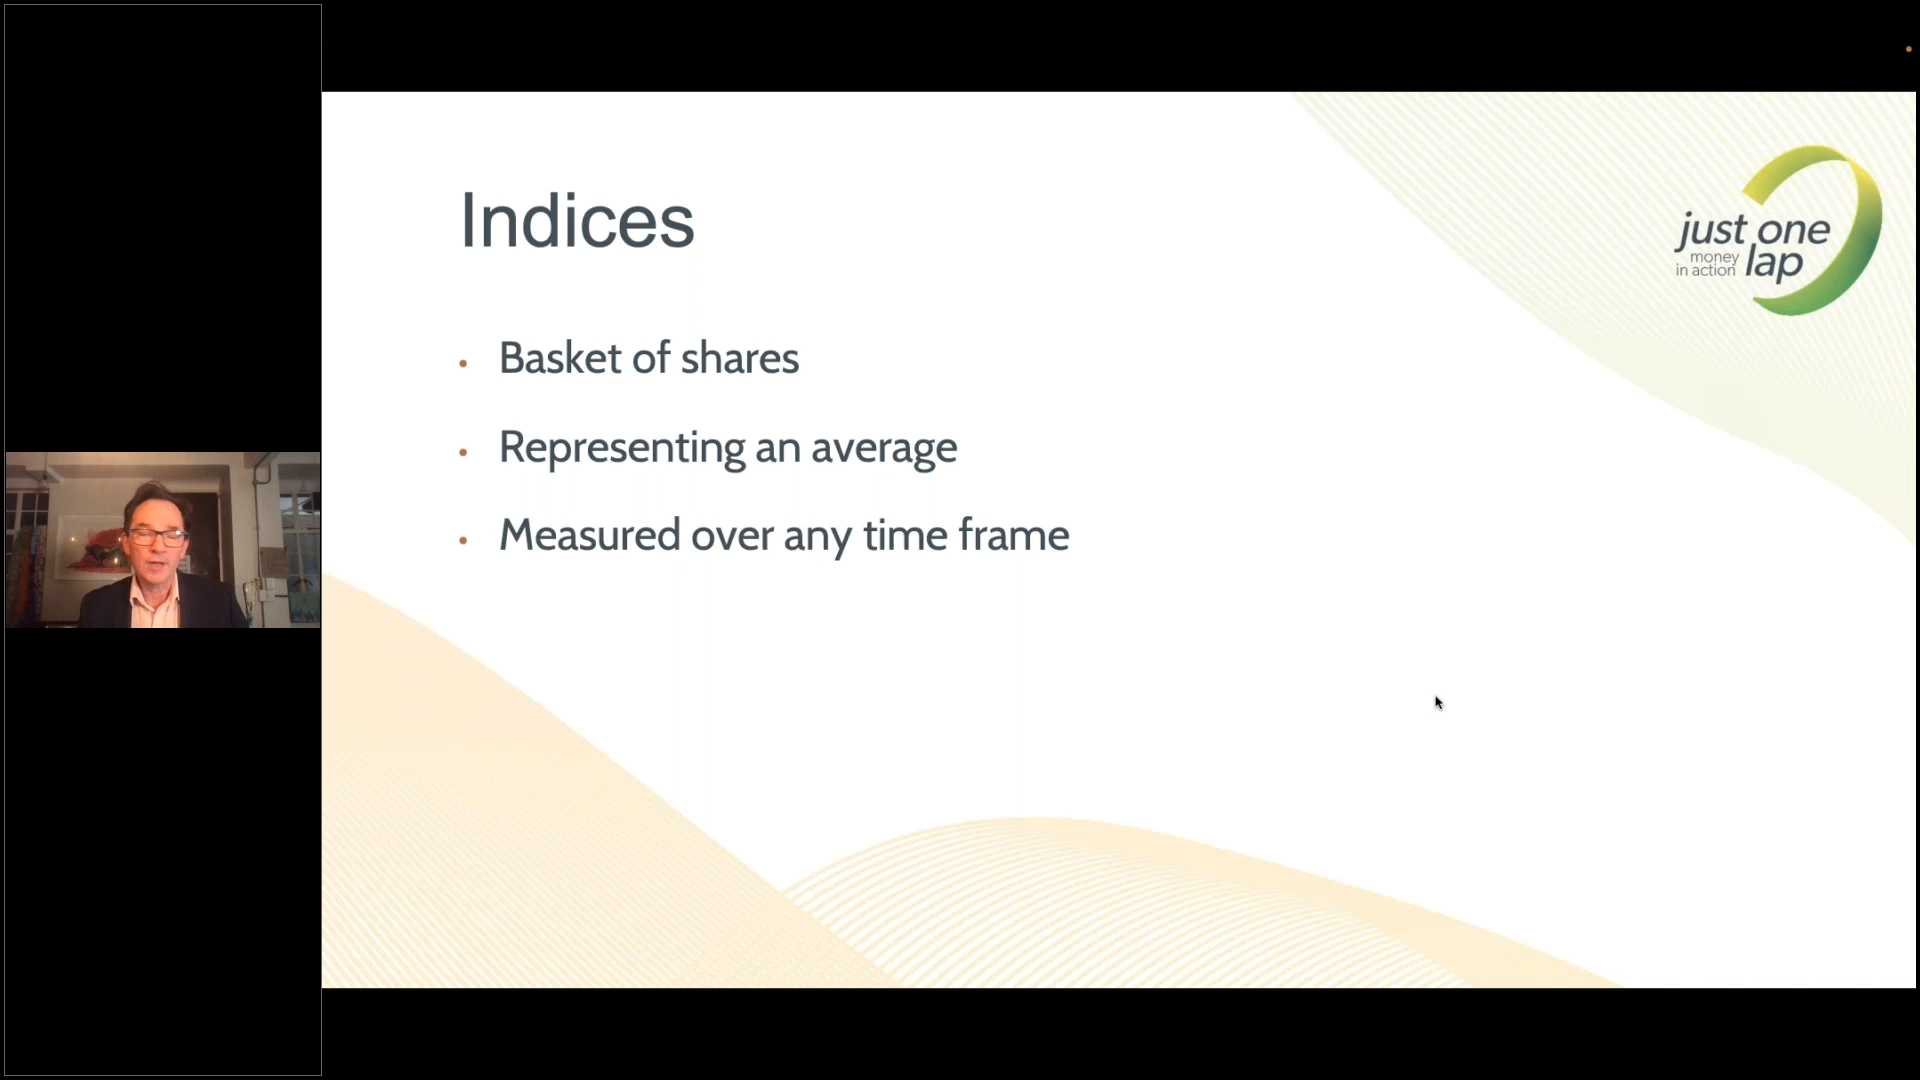 Indices
just one
money
in action lap
• Basket of shares
• Representing an average
• Measured over any time frame